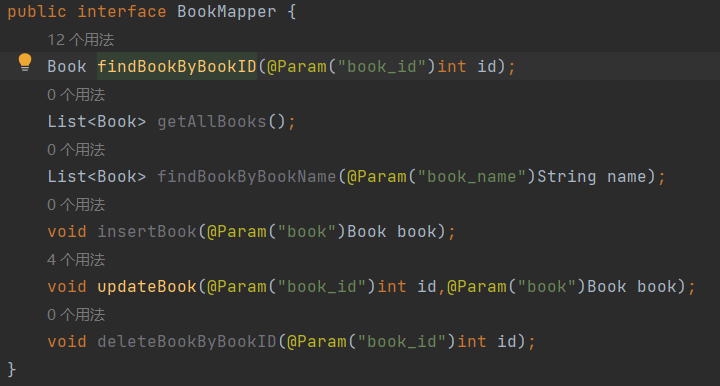 public interface BookMapper {
12 个用法
Book findBookByBookID(@Param("book_id")int id);
0 个用法
List<Book> getAllBooks();
0 个用法
List<Book> findBookByBookName(@Param("book_name")String name);
0 个用法
void insertBook(@Param("book")Book book);
4 个用法
void updateBook(@Param("book_id")int id,@Param("book")Book book);
0 个用法
void deleteBookByBookID(@Param("book_id")int id);
}